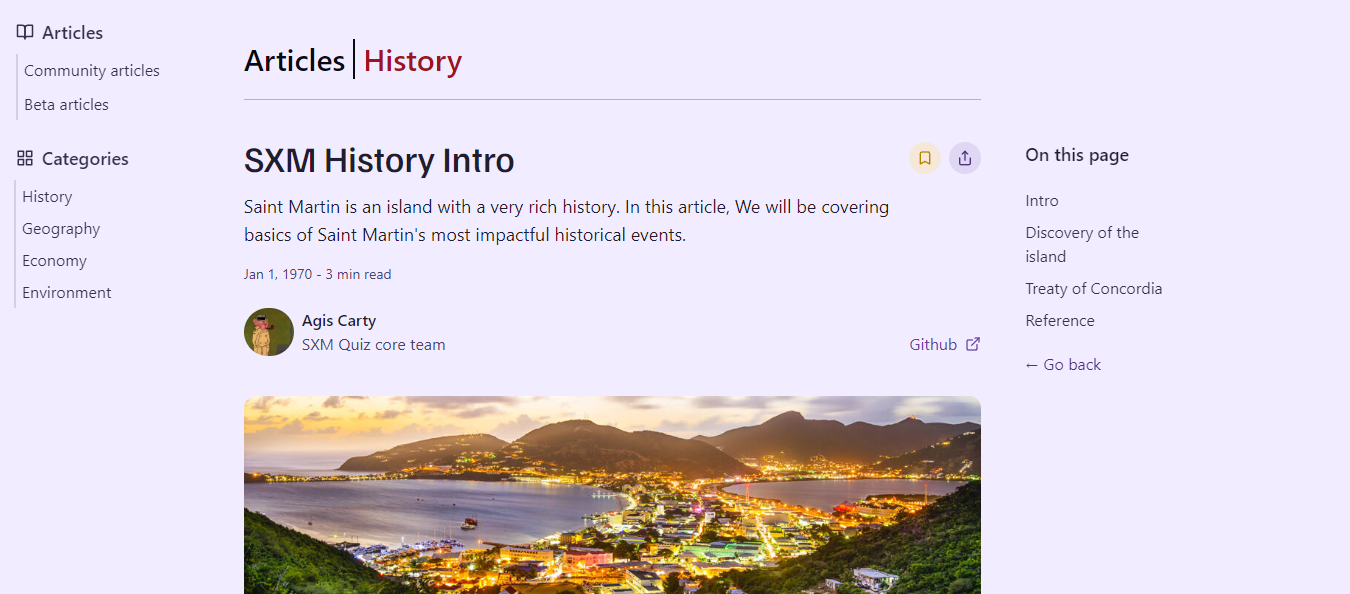 Articles
Community articles
Beta articles
Categories
History
Geography
Economy
Environment
Articles | History
SXM History Intro
Saint Martin is an island with a very rich history. In this article, We will be covering
basics of Saint Martin's most impactful historical events.
Jan 1, 1970 - 3 min read
Agis Carty
SXM Quiz core team
Github
On this page
Intro
Discovery of the
island
Treaty of Concordia
Reference
← Go back